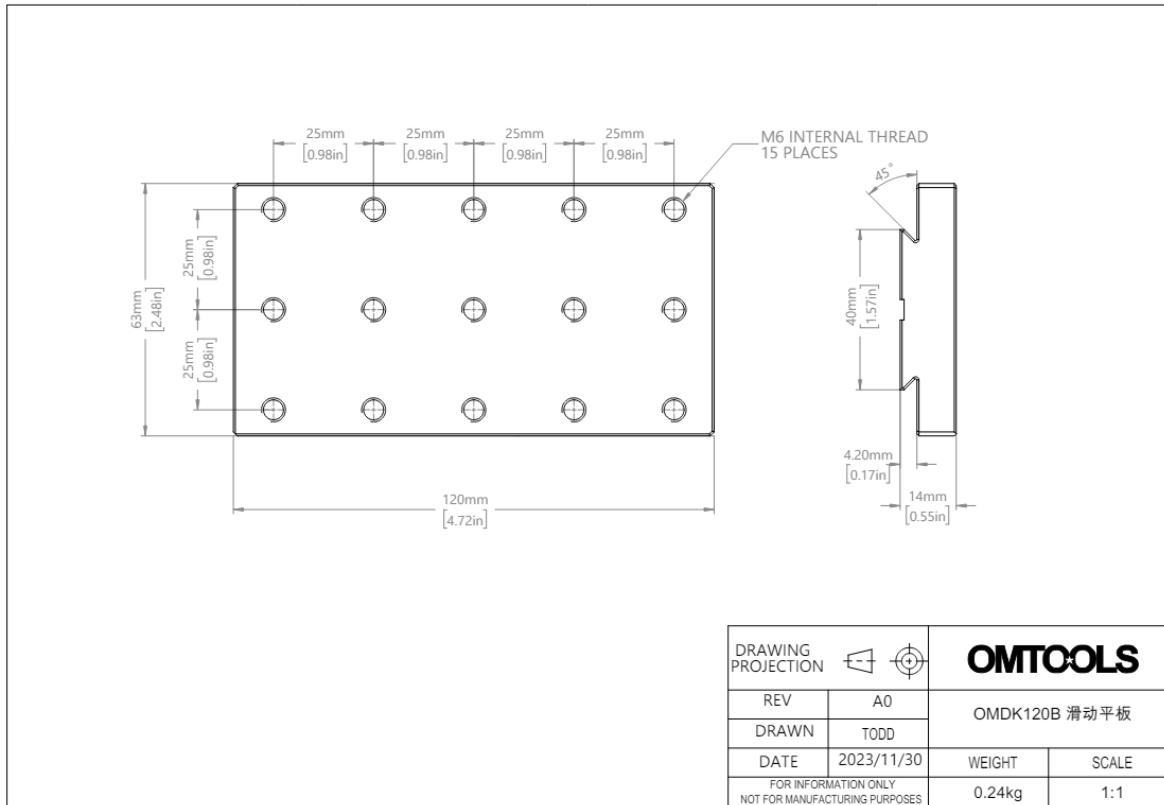 25mm
[0.98in]
25mm
[0.98in]
25mm
[0.98in]
25mm
[0.98in]
M6 INTERNAL THREAD
15 PLACES
45°
25mm
[0.98in]
63mm
[2.48in]
25mm
[0.98in]
40mm
[1.57in]
4.20mm
[0.17in]
14mm
[0.55in]
120mm
[4.72in]
DRAWING
PROJECTION
OMTOOLS
REV
A0
OMDK120B 滑动平板
DRAWN
TODD
DATE
2023/11/30
WEIGHT
SCALE
FOR INFORMATION ONLY
NOT FOR MANUFACTURING PURPOSES
0.24kg
1:1